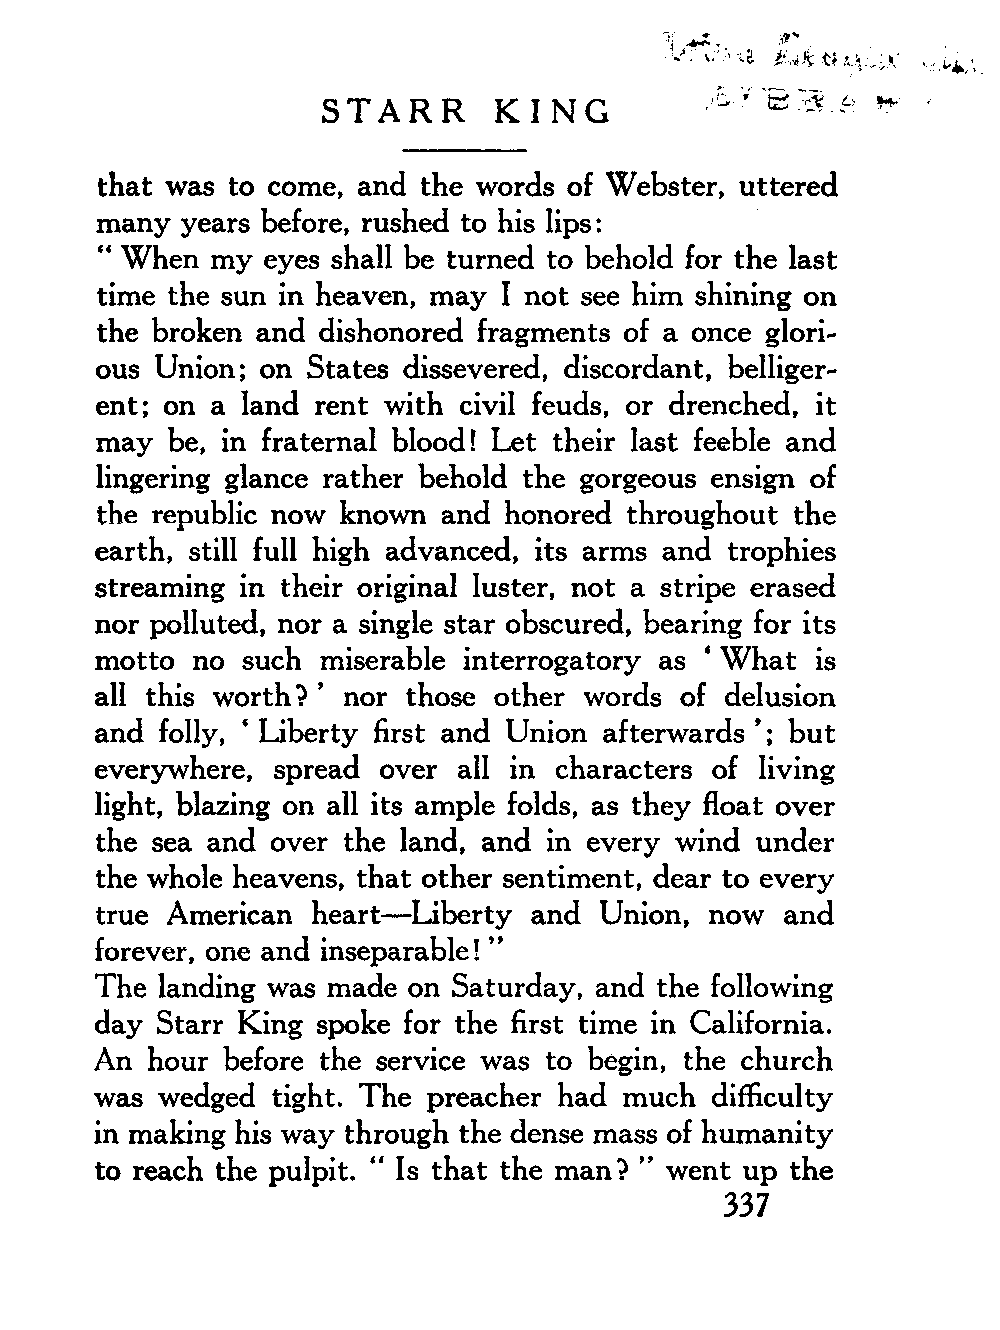 STARR KING
that was to come, and the words of Webster, uttered
many years before, rushed to his lips:
“ When my eyes shall be turned to behold for the last
time the sun in heaven, may I not see him shining on
the broken and dishonored fragments of a once glori-
ous Union; on States dissevered, discordant, belliger-
ent; on a land rent with civil feuds, or drenched, it
may be, in fraternal blood! Let their last feeble and
lingering glance rather behold the gorgeous ensign of
the republic now known and honored throughout the
earth, still full high advanced, its arms and trophies
streaming in their original luster, not a stripe erased
nor polluted, nor a single star obscured, bearing for its
motto no such miserable interrogatory as ‘ What is
all this worth? ’ nor those other words of delusion
and folly, ‘ Liberty first and Union afterwards ’; but
everywhere, spread over all in characters of living
light, blazing on all its ample folds, as they float over
the sea and over the land, and in every wind under
the whole heavens, that other sentiment, dear to every
true American heart—Liberty and Union, now and
forever, one and inseparable! ”
The landing was made on Saturday, and the following
day Starr King spoke for the first time in California.
An hour before the service was to begin, the church
was wedged tight. The preacher had much difficulty
in making his way through the dense mass of humanity
to reach the pulpit. “ Is that the man? ” went up the
337